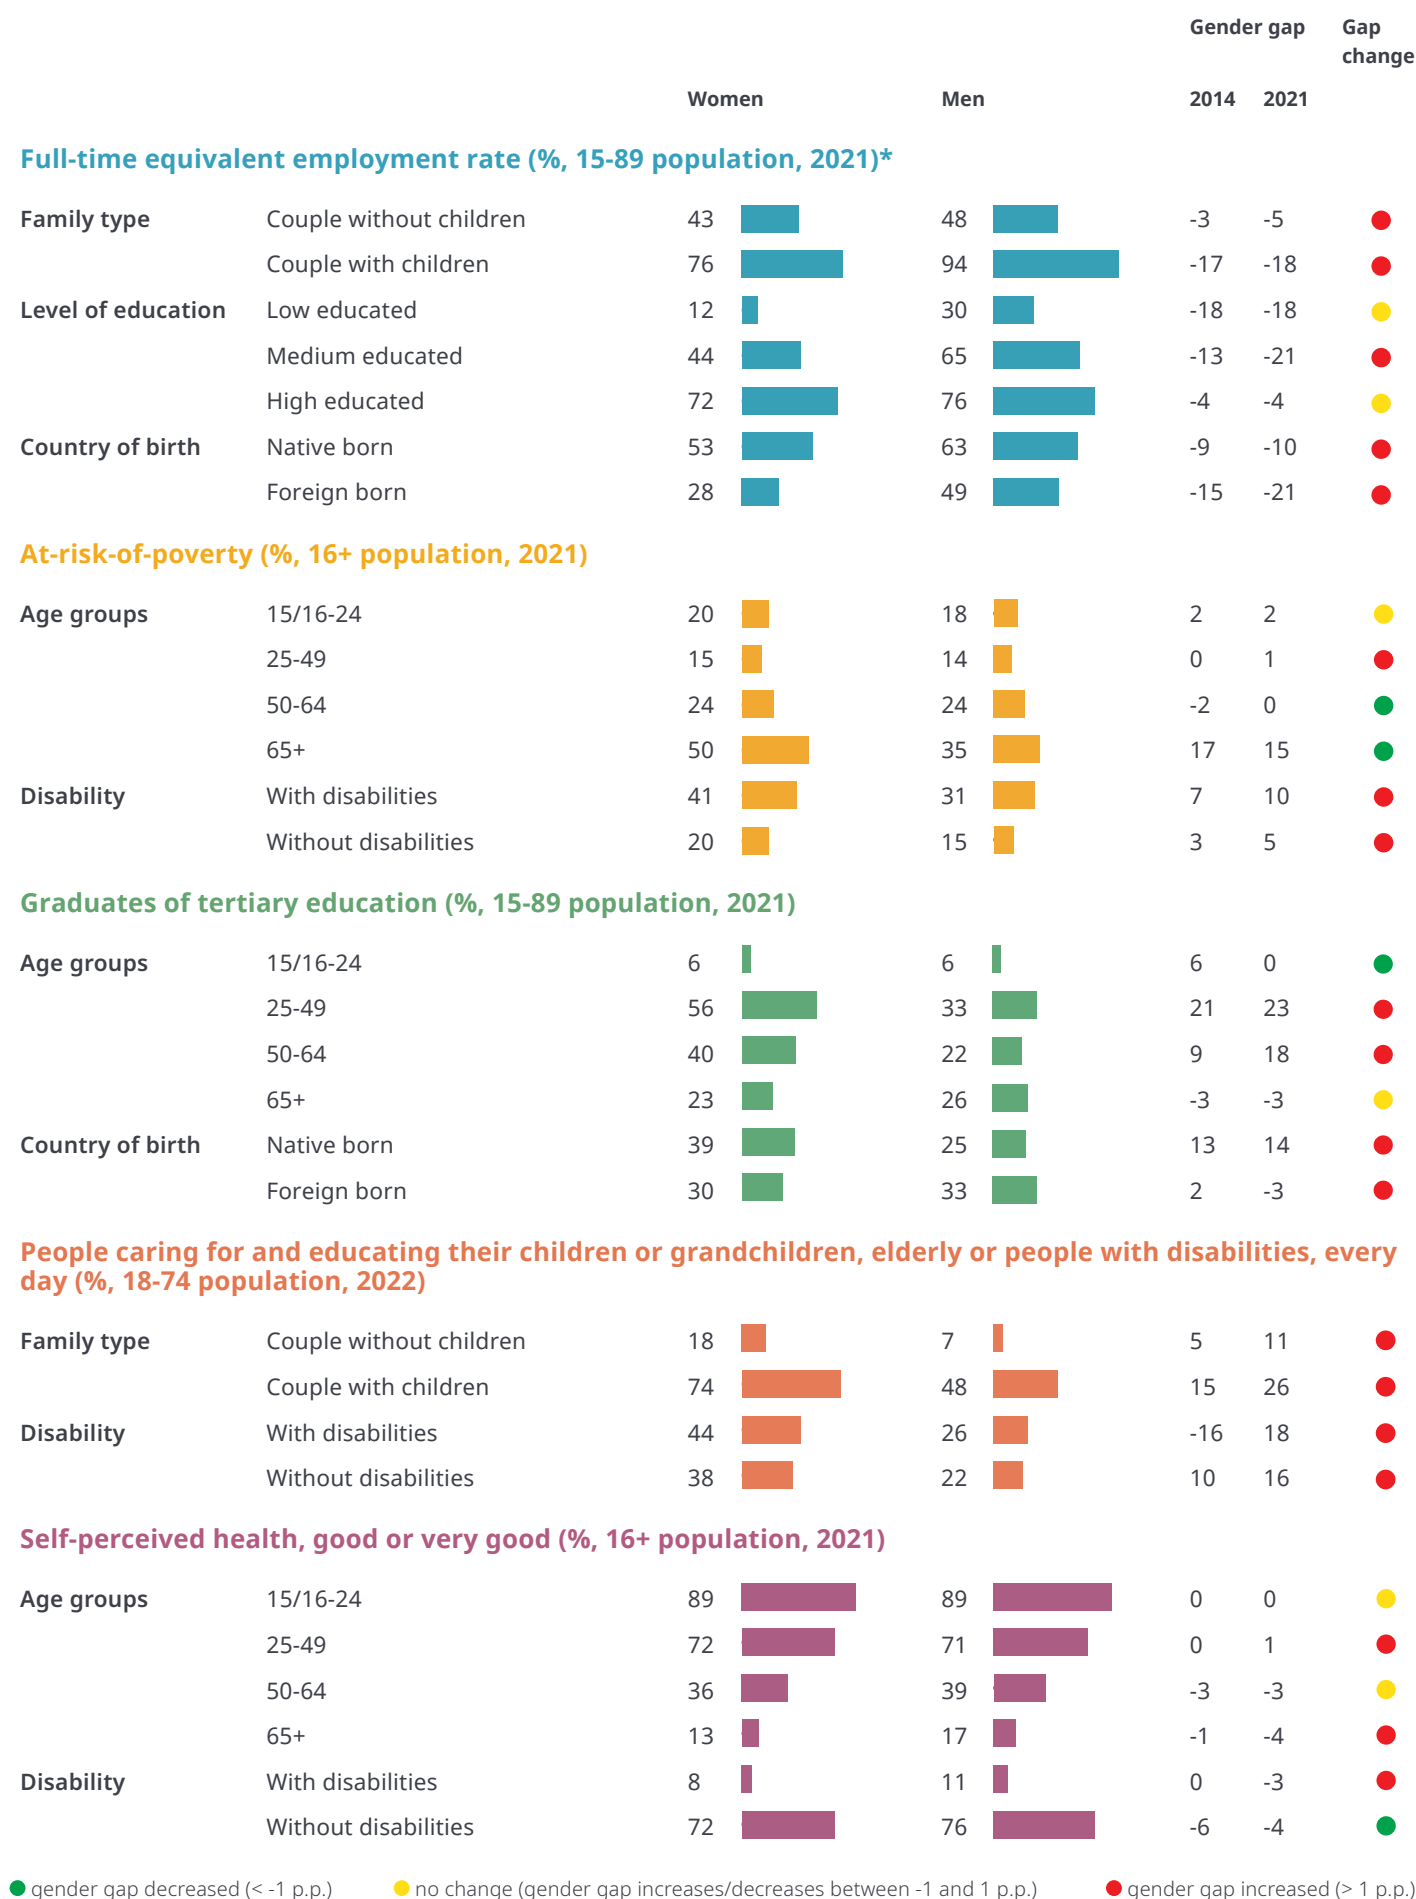 Gender gap Gap
change
Women Men 2014 2021
Full-time equivalent employment rate (%, 15-89 population, 2021)*
Family type Couple without children 43 48 -3 -5
Couple with children 76 94 -17 -18
Level of education Low educated 12 30 -18 -18
Medium educated 44 65 -13 -21
High educated 72 76 -4 -4
Country of birth Native born 53 63 -9 -10
Foreign born 28 49 -15 -21
At-risk-of-poverty (%, 16+ population, 2021)
Age groups 15/16-24 20 18 2 2
25-49 15 14 0 1
50-64 24 24 -2 0
65+ 50 35 17 15
Disability With disabilities 41 31 7 10
Without disabilities 20 15 3 5
Graduates of tertiary education (%, 15-89 population, 2021)
Age groups 15/16-24 6 6 6 0
25-49 56 33 21 23
50-64 40 22 9 18
65+ 23 26 -3 -3
Country of birth Native born 39 25 13 14
Foreign born 30 33 2 -3
People caring for and educating their children or grandchildren, elderly or people with disabilities, every
day (%, 18-74 population, 2022)
Family type Couple without children 18 7 5 11
Couple with children 74 48 15 26
Disability With disabilities 44 26 -16 18
Without disabilities 38 22 10 16
Self-perceived health, good or very good (%, 16+ population, 2021)
Age groups 15/16-24 89 89 0 0
25-49 72 71 0 1
50-64 36 39 -3 -3
65+ 13 17 -1 -4
Disability With disabilities 8 11 0 -3
Without disabilities 72 76 -6 -4
gender gap decreased (< -1 p.p.) no change (gender gap increases/decreases between -1 and 1 p.p.) gender gap increased (> 1 p.p.)